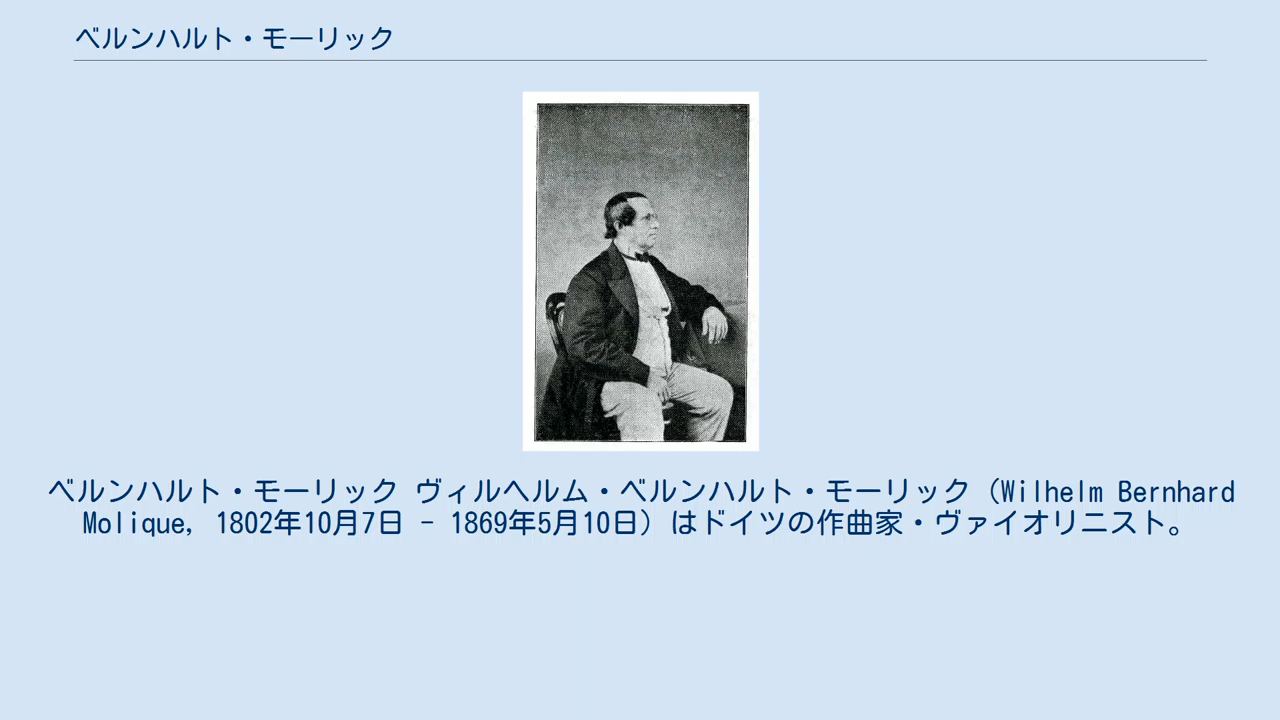 ベルンハルト・モーリック
ベルンハルト・モーリック ヴィルヘルム・ベルンハルト・モーリック（Wilhelm Bernhard
Molique, 1802年10月7日 - 1869年5月10日）はドイツの作曲家・ヴァイオリニスト。